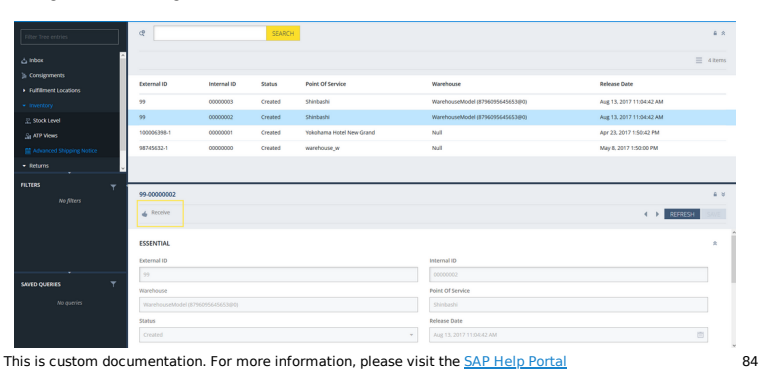 Filter Tree entries
SEARCH
Inbox
Consignments
Fulfillment Locations
Inventory
Stock Level
ATP Views
Advanced Shipping Notice
Returns
4 items
External ID Internal ID Status Point Of Service Warehouse Release Date
99 00000003 Created Shinbashi WarehouseModel (8796095645653@0) Aug 13, 2017 11:04:42 AM
99 00000002 Created Shinbashi WarehouseModel (8796095645653@0) Aug 13, 2017 11:04:42 AM
100006398-1 00000001 Created Yokohama Hotel New Grand Null Apr 23, 2017 1:50:42 PM
98745632-1 00000000 Created warehouse_w Null May 8, 2017 1:50:00 PM
FILTERS
No filters
SAVED QUERIES
No queries
99-00000002
Receive
REFRESH
ESSENTIAL
External ID Internal ID
99 00000002
Warehouse Point Of Service
WarehouseModel (8796095645653@0) Shinbashi
Status Release Date
Created Aug 13, 2017 11:04:42 AM
This is custom documentation. For more information, please visit the SAP Help Portal 84